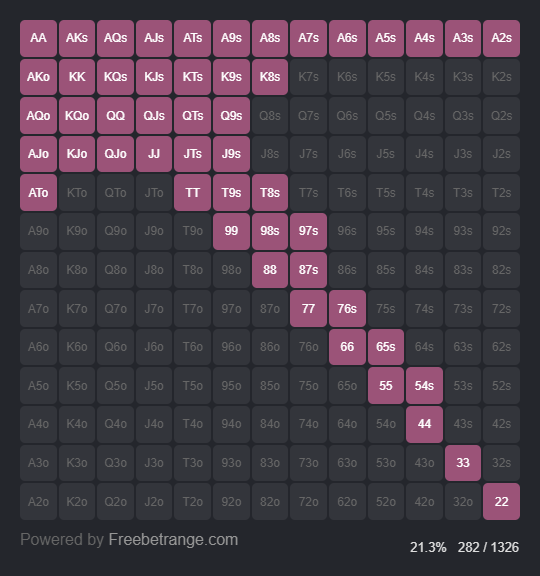 AA AKs AQs AJs ATs A9s A8s A7s A6s A5s A4s A3s A2s
AKo KK KQs KJs KTs K9s K8s K7s K6s K5s K4s K3s K2s
AQo KQo QQ QJs QTs Q9s Q8s Q7s Q6s Q5s Q4s Q3s Q2s
AJo KJo QJo JJ JTs J9s J8s J7s J6s J5s J4s J3s J2s
ATo KTo QTo JTo TT T9s T8s T7s T6s T5s T4s T3s T2s
A9o K9o Q9o J9o T9o 99 98s 97s 96s 95s 94s 93s 92s
A8o K8o Q8o J8o T8o 98o 88 87s 86s 85s 84s 83s 82s
A7o K7o Q7o J7o T7o 97o 87o 77 76s 75s 74s 73s 72s
A6o K6o Q6o J6o T6o 96o 86o 76o 66 65s 64s 63s 62s
A5o K5o Q5o J5o T5o 95o 85o 75o 65o 55 54s 53s 52s
A4o K4o Q4o J4o T4o 94o 84o 74o 64o 54o 44 43s 42s
A3o K3o Q3o J3o T3o 93o 83o 73o 63o 53o 43o 33 32s
A2o K2o Q2o J2o T2o 92o 82o 72o 62o 52o 42o 32o 22
Powered by Freebetrange.com
21.3% 282 / 1326